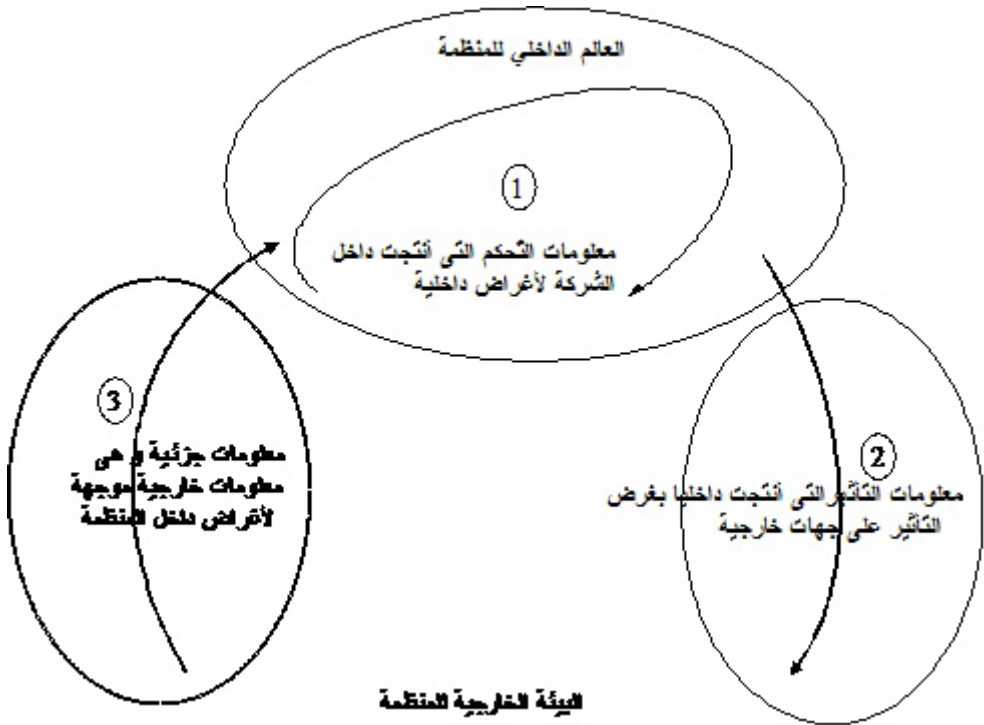 العالم الداخلي للمنظمة
1
معلومات التحكم التى أنتجت داخل
الشركة لأغراض داخلية
3
معلومات جزئية و هى
معلومات خارجية موجهة
لأغراض داخل المنظمة
2
معلومات التأثير التى أنتجت داخليا بغرض
التأثير على جهات خارجية
البيئة الخارجية للمنظمة